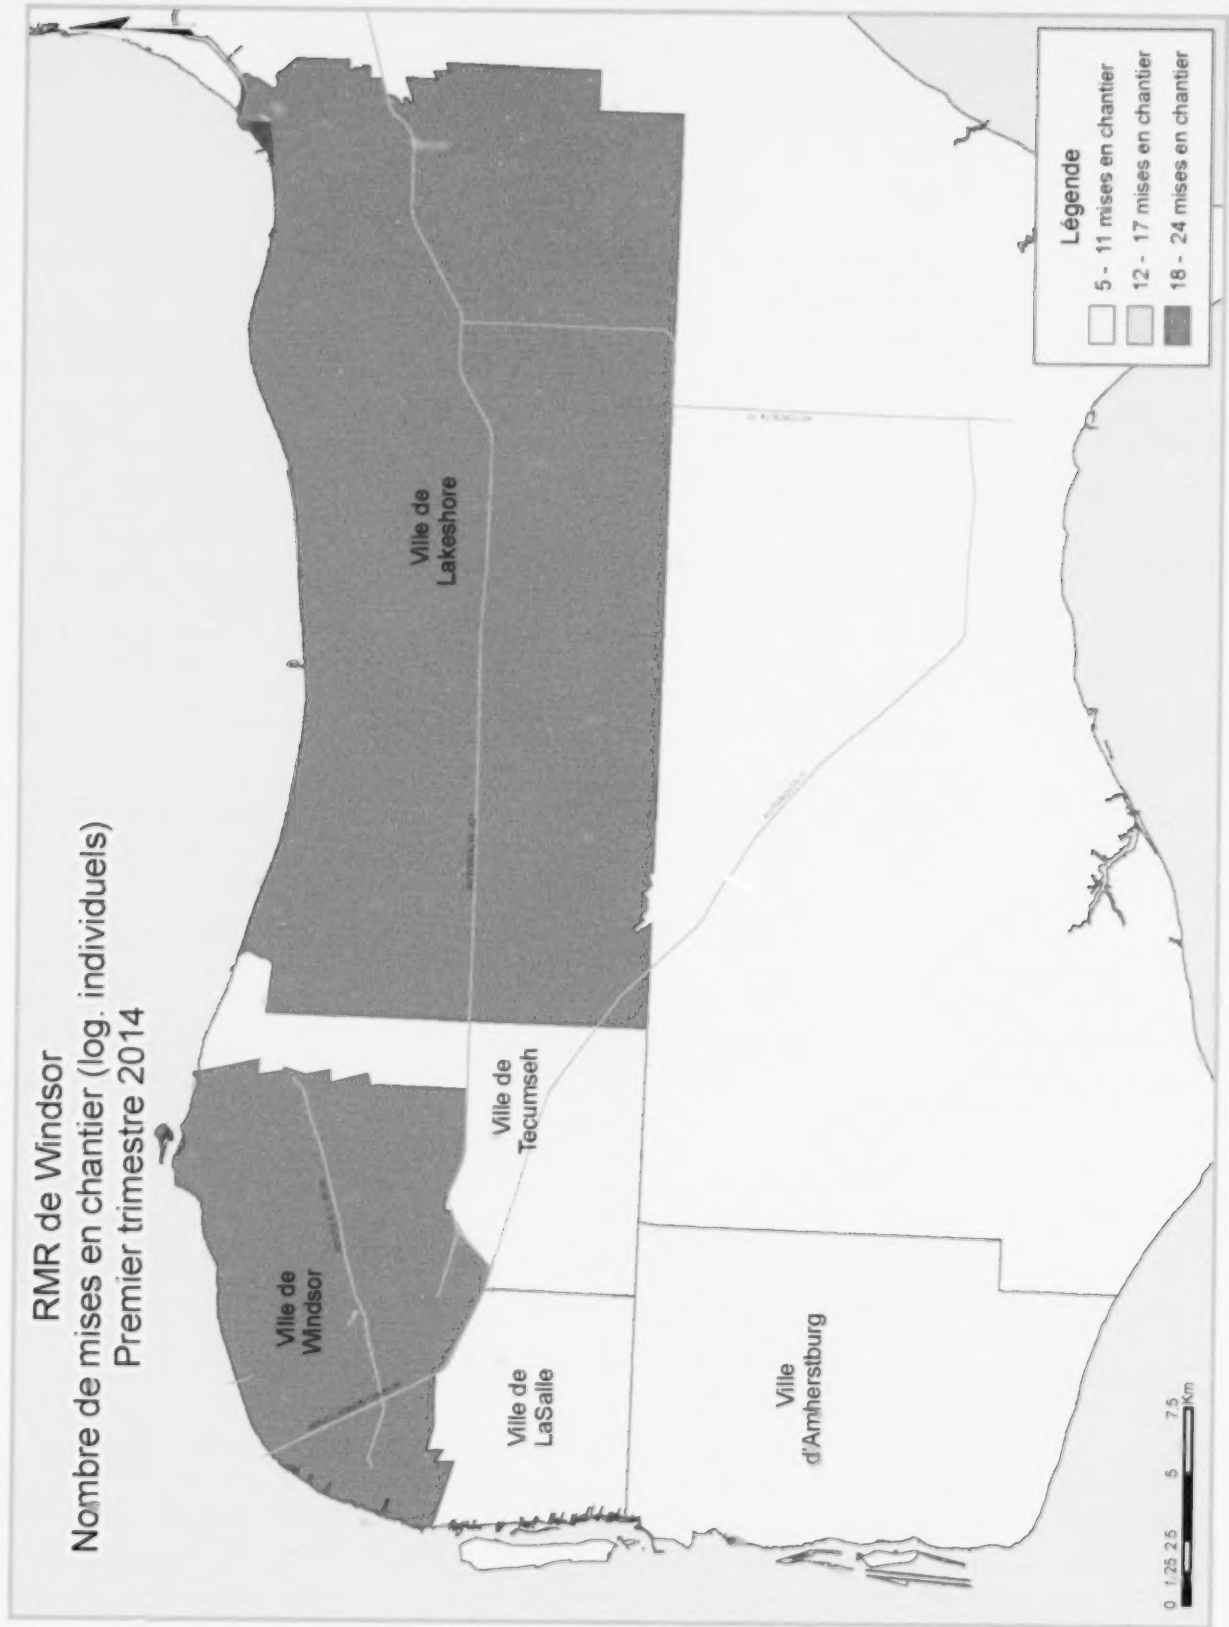 RMR de Windsor
Nombre de mises en chantier (log. individuels)
Premier trimestre 2014
Ville de
Windsor
Ville de
LaSalle
Ville de
Tecumseh
Ville de
Lakeshore
Ville
d'Amherstburg
Légende
5 - 11 mises en chantier
12 - 17 mises en chantier
18 - 24 mises en chantier
0 1.25 2.5 5 7.5
Km